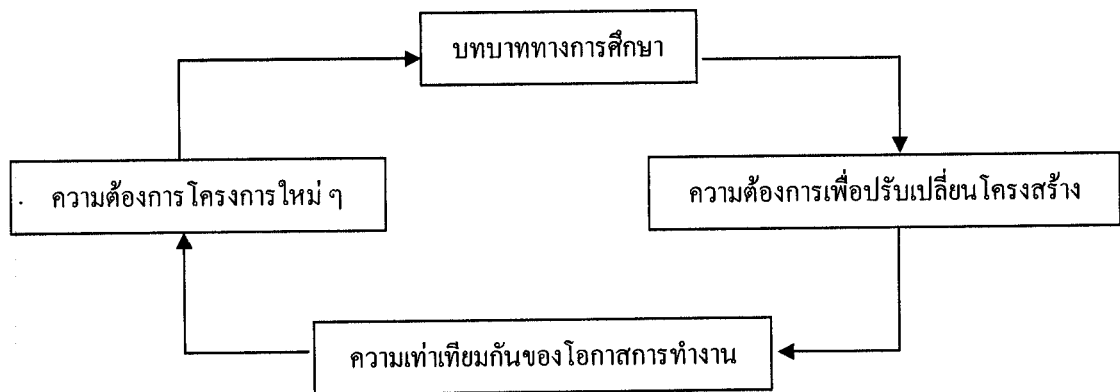 บทบาททางการศึกษา
ความต้องการโครงการใหม่ ๆ
ความต้องการเพื่อปรับเปลี่ยนโครงสร้าง
ความเท่าเทียมกันของโอกาสการทำงาน